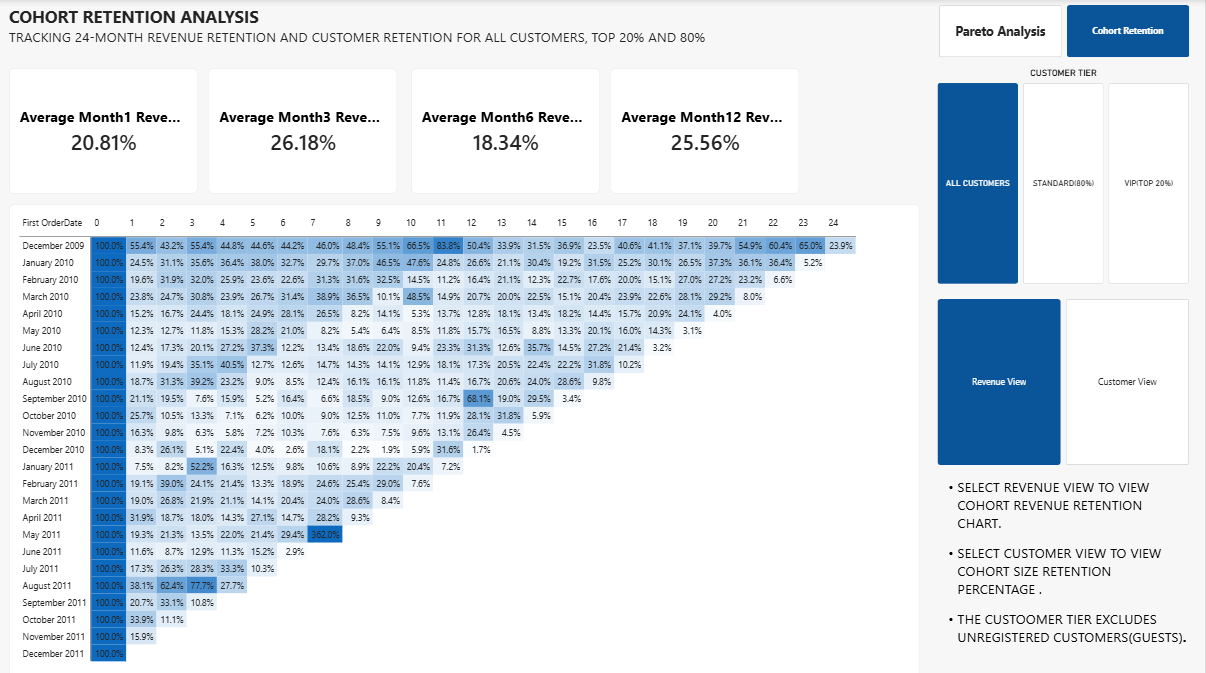 COHORT RETENTION ANALYSIS
TRACKING 24-MONTH REVENUE RETENTION AND CUSTOMER RETENTION FOR ALL CUSTOMERS, TOP 20% AND 80%
Pareto Analysis
Cohort Retention
CUSTOMER TIER
Average Month1 Reve...
20.81%
Average Month3 Reve...
26.18%
Average Month6 Reve...
18.34%
Average Month12 Rev...
25.56%
ALL CUSTOMERS
STANDARD(80%)
VIP(TOP 20%)
First OrderDate 0 1 2 3 4 5 6 7 8 9 10 11 12 13 14 15 16 17 18 19 20 21 22 23 24
December 2009 100.0% 55.4% 43.2% 55.4% 44.8% 44.6% 44.2% 46.0% 48.4% 55.1% 66.5% 83.8% 50.4% 33.9% 31.5% 36.9% 23.5% 40.6% 41.1% 37.1% 39.7% 54.9% 60.4% 65.0% 23.9%
January 2010 100.0% 24.5% 31.1% 35.6% 36.4% 38.0% 32.7% 29.7% 37.0% 46.5% 47.6% 24.8% 26.6% 21.1% 30.4% 19.2% 31.5% 25.2% 30.1% 26.5% 37.3% 36.1% 36.4% 5.2%
February 2010 100.0% 19.6% 31.9% 32.0% 25.9% 23.6% 22.6% 31.3% 31.6% 32.5% 14.5% 11.2% 16.4% 21.1% 12.3% 22.7% 17.6% 20.0% 15.1% 27.0% 27.2% 23.2% 6.6%
March 2010 100.0% 23.8% 24.7% 30.8% 23.9% 26.7% 31.4% 38.9% 36.5% 10.1% 48.5% 14.9% 20.7% 20.0% 22.5% 15.1% 20.4% 23.9% 22.6% 28.1% 29.2% 8.0%
April 2010 100.0% 15.2% 16.7% 24.4% 18.1% 24.9% 28.1% 26.5% 8.2% 14.1% 5.3% 13.7% 12.8% 18.1% 13.4% 18.2% 14.4% 15.7% 20.9% 24.1% 4.0%
May 2010 100.0% 12.3% 12.7% 11.8% 15.3% 28.2% 21.0% 8.2% 5.4% 6.4% 8.5% 11.8% 15.7% 16.5% 8.8% 13.3% 20.1% 16.0% 14.3% 3.1%
June 2010 100.0% 12.4% 17.3% 20.1% 27.2% 37.3% 12.2% 13.4% 18.6% 22.0% 9.4% 23.3% 31.3% 12.6% 35.7% 14.5% 27.2% 21.4% 3.2%
July 2010 100.0% 11.9% 19.4% 35.1% 40.5% 12.7% 12.6% 14.7% 14.3% 14.1% 12.9% 18.1% 17.3% 20.5% 22.4% 22.2% 31.8% 10.2%
August 2010 100.0% 18.7% 31.3% 39.2% 23.2% 9.0% 8.5% 12.4% 16.1% 16.1% 11.8% 11.4% 16.7% 20.6% 24.0% 28.6% 9.8%
September 2010 100.0% 21.1% 19.5% 7.6% 15.9% 5.2% 16.4% 6.6% 18.5% 9.0% 12.6% 16.7% 68.1% 19.0% 29.5% 3.4%
October 2010 100.0% 25.7% 10.5% 13.3% 7.1% 6.2% 10.0% 9.0% 12.5% 11.0% 7.7% 11.9% 28.1% 31.8% 5.9%
November 2010 100.0% 16.3% 9.8% 6.3% 5.8% 7.2% 10.3% 7.6% 6.3% 7.5% 9.6% 13.1% 26.4% 4.5%
December 2010 100.0% 8.3% 26.1% 5.1% 22.4% 4.0% 2.6% 18.1% 2.2% 1.9% 5.9% 31.6% 1.7%
January 2011 100.0% 7.5% 8.2% 52.2% 16.3% 12.5% 9.8% 10.6% 8.9% 22.2% 20.4% 7.2%
February 2011 100.0% 19.1% 39.0% 24.1% 21.4% 13.3% 18.9% 24.6% 25.4% 29.0% 7.6%
March 2011 100.0% 19.0% 26.8% 21.9% 21.1% 14.1% 20.4% 24.0% 28.6% 8.4%
April 2011 100.0% 31.9% 18.7% 18.0% 14.3% 27.1% 14.7% 28.2% 9.3%
May 2011 100.0% 19.3% 21.3% 13.5% 22.0% 21.4% 29.4% 362.0%
June 2011 100.0% 11.6% 8.7% 12.9% 11.3% 15.2% 2.9%
July 2011 100.0% 17.3% 26.3% 28.3% 33.3% 10.3%
August 2011 100.0% 38.1% 62.4% 77.7% 27.7%
September 2011 100.0% 20.7% 33.1% 10.8%
October 2011 100.0% 33.9% 11.1%
November 2011 100.0% 15.9%
December 2011 100.0%
Revenue View
Customer View
• SELECT REVENUE VIEW TO VIEW
COHORT REVENUE RETENTION
CHART.
• SELECT CUSTOMER VIEW TO VIEW
COHORT SIZE RETENTION
PERCENTAGE .
• THE CUSTOOMER TIER EXCLUDES
UNREGISTERED CUSTOMERS(GUESTS).